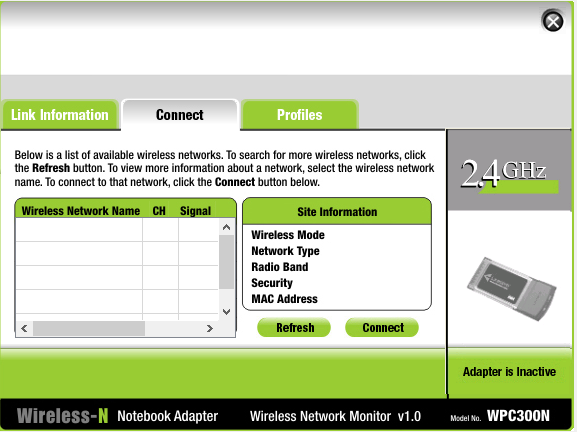 Link Information
Connect
Profiles
Below is a list of available wireless networks. To search for more wireless networks, click
the Refresh button. To view more information about a network, select the wireless network
name. To connect to that network, click the Connect button below.
2.4GHz
Wireless Network Name CH Signal
Site Information
Wireless Mode
Network Type
Radio Band
Security
MAC Address
Refresh
Connect
Adapter is Inactive
Wireless-N Notebook Adapter Wireless Network Monitor v1.0 Model No. WPC300N